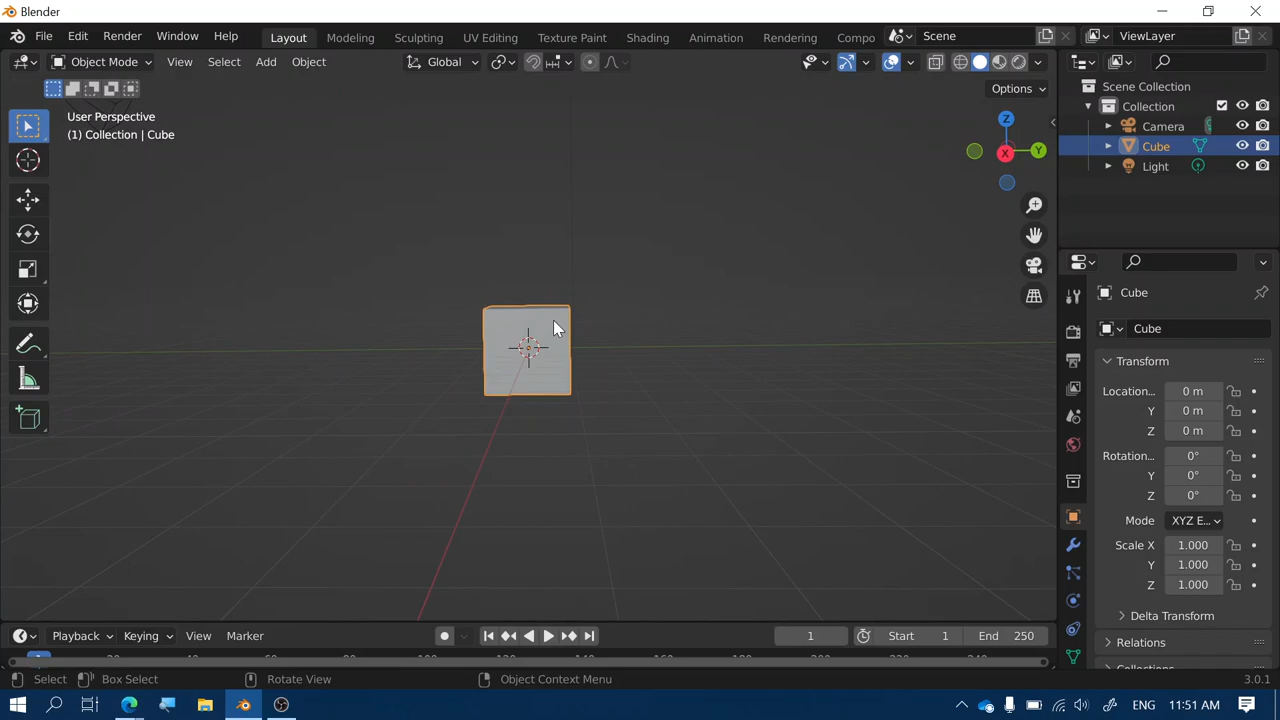 Blender
File Edit Render Window Help Layout Modeling Sculpting UV Editing Texture Paint Shading Animation Rendering Compo Scene ViewLayer
Object Mode View Select Add Object Global
Options
User Perspective
(1) Collection | Cube
Z
X
Y
Scene Collection
Collection
Camera
Cube
Light
Cube
Cube
Transform
Location... 0 m
Y 0 m
Z 0 m
Rotation... 0°
Y 0°
Z 0°
Mode XYZ E...
Scale X 1.000
Y 1.000
Z 1.000
Delta Transform
Relations
Playback Keying View Marker 1 Start 1 End 250
Select Box Select Rotate View Object Context Menu 3.0.1
ENG 11:51 AM